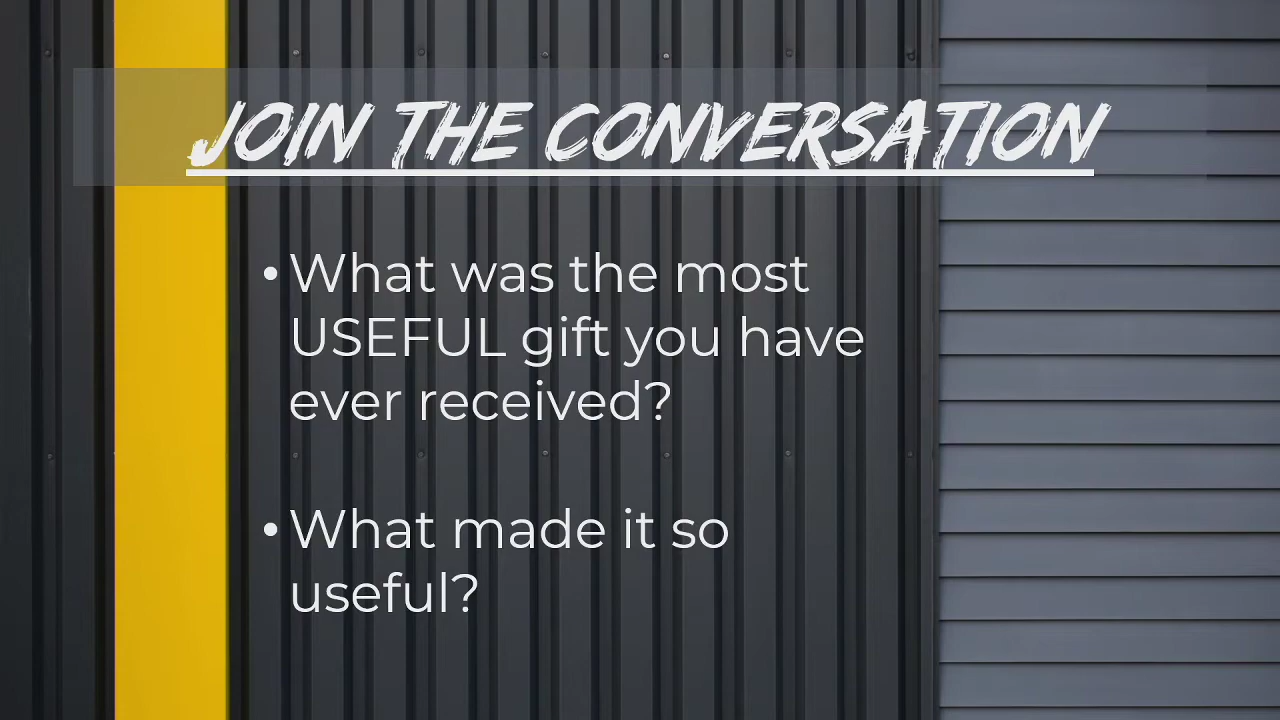 JOIN THE CONVERSATION
• What was the most
USEFUL gift you have
ever received?
• What made it so
useful?